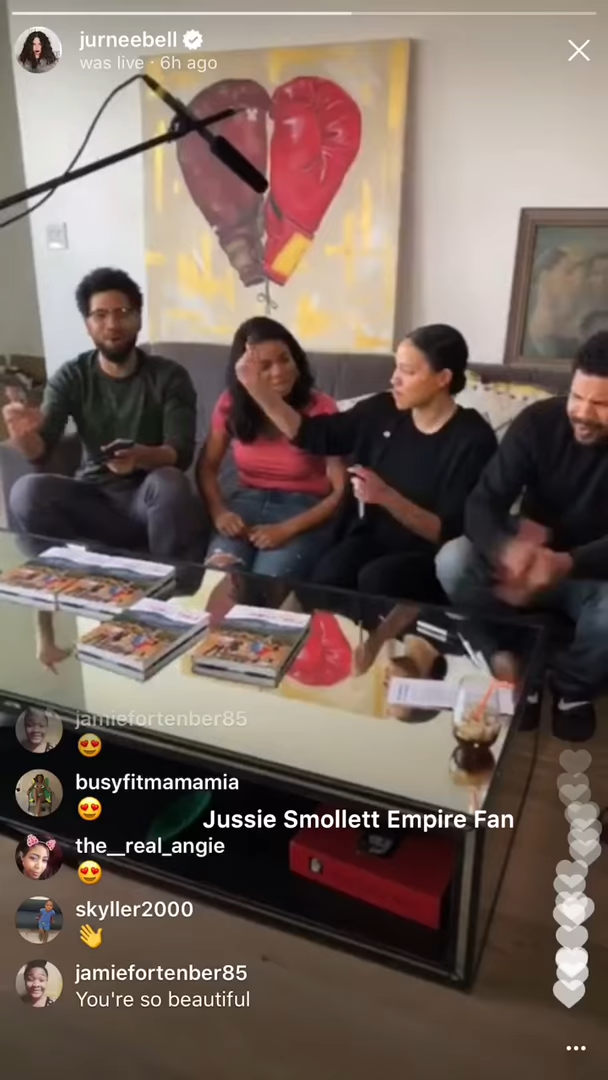 jurneebell
was live · 6h ago
jamiefortenber85
😍
busyfitmamamia
😍
Jussie Smollett Empire Fan
the__real_angie
😍
skyller2000
👋
jamiefortenber85
You're so beautiful